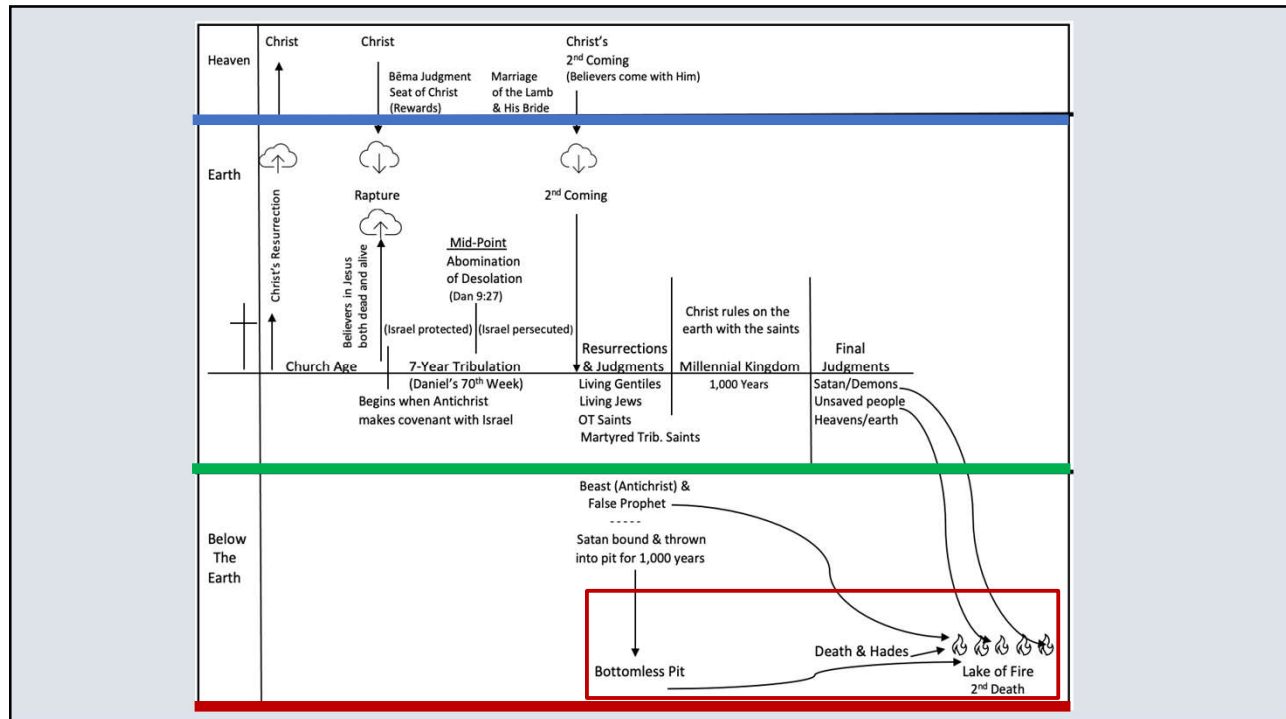 Heaven
Christ
Christ
Bēma Judgment
Seat of Christ
(Rewards)
Marriage
of the Lamb
& His Bride
Christ's
2nd Coming
(Believers come with Him)
Earth
Christ's Resurrection
Rapture
Believers in Jesus
both dead and alive
2nd Coming
Mid-Point
Abomination
of Desolation
(Dan 9:27)
(Israel protected)
(Israel persecuted)
Church Age
7-Year Tribulation
(Daniel's 70th Week)
Begins when Antichrist
makes covenant with Israel
Resurrections
& Judgments
Living Gentiles
Living Jews
OT Saints
Martyred Trib. Saints
Christ rules on the
earth with the saints
Millennial Kingdom
1,000 Years
Final
Judgments
Satan/Demons
Unsaved people
Heavens/earth
Below
The
Earth
Beast (Antichrist) &
False Prophet
-----
Satan bound & thrown
into pit for 1,000 years
Bottomless Pit
Death & Hades
Lake of Fire
2nd Death